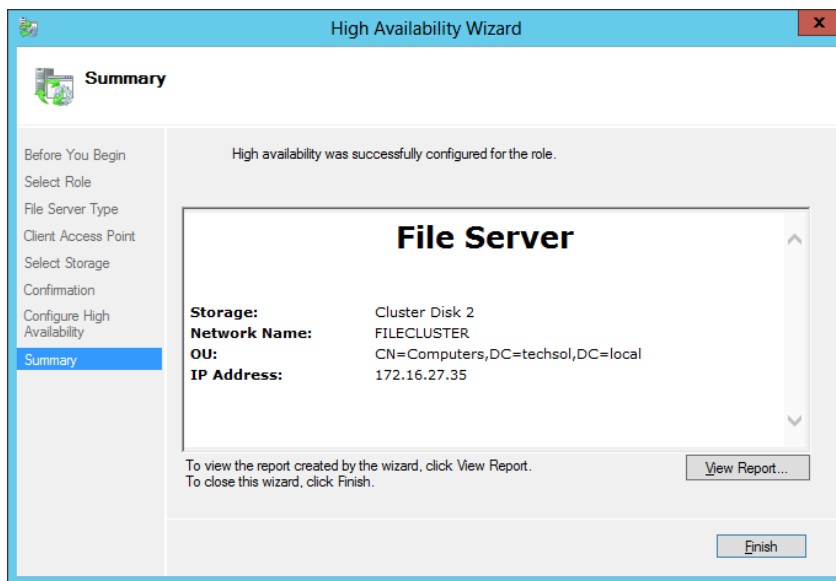 High Availability Wizard
x
Summary
Before You Begin
Select Role
File Server Type
Client Access Point
Select Storage
Confirmation
Configure High
Availability
Summary
High availability was successfully configured for the role.
File Server
Storage: Cluster Disk 2
Network Name: FILECLUSTER
OU: CN=Computers,DC=techsol,DC=local
IP Address: 172.16.27.35
To view the report created by the wizard, click View Report.
To close this wizard, click Finish.
View Report...
Finish